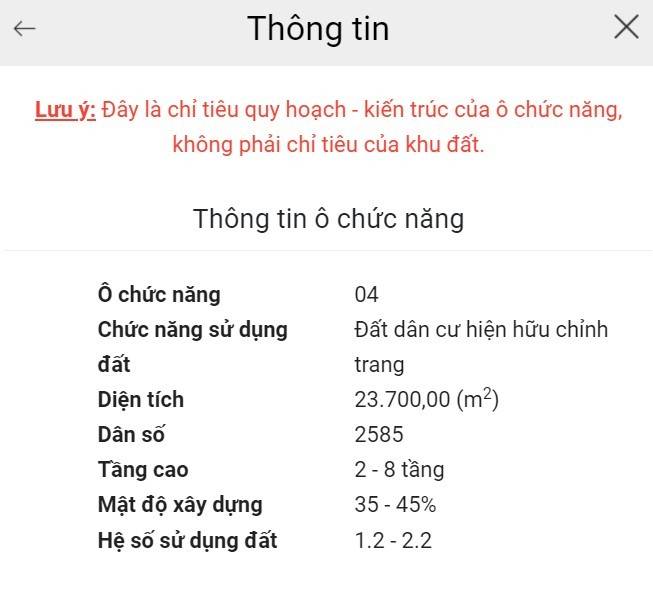 Thông tin
Lưu ý: Đây là chỉ tiêu quy hoạch - kiến trúc của ô chức năng,
không phải chỉ tiêu của khu đất.
Thông tin ô chức năng
Ô chức năng 04
Chức năng sử dụng Đất dân cư hiện hữu chỉnh
đất trang
Diện tích 23.700,00 (m²)
Dân số 2585
Tầng cao 2 - 8 tầng
Mật độ xây dựng 35 - 45%
Hệ số sử dụng đất 1.2 - 2.2